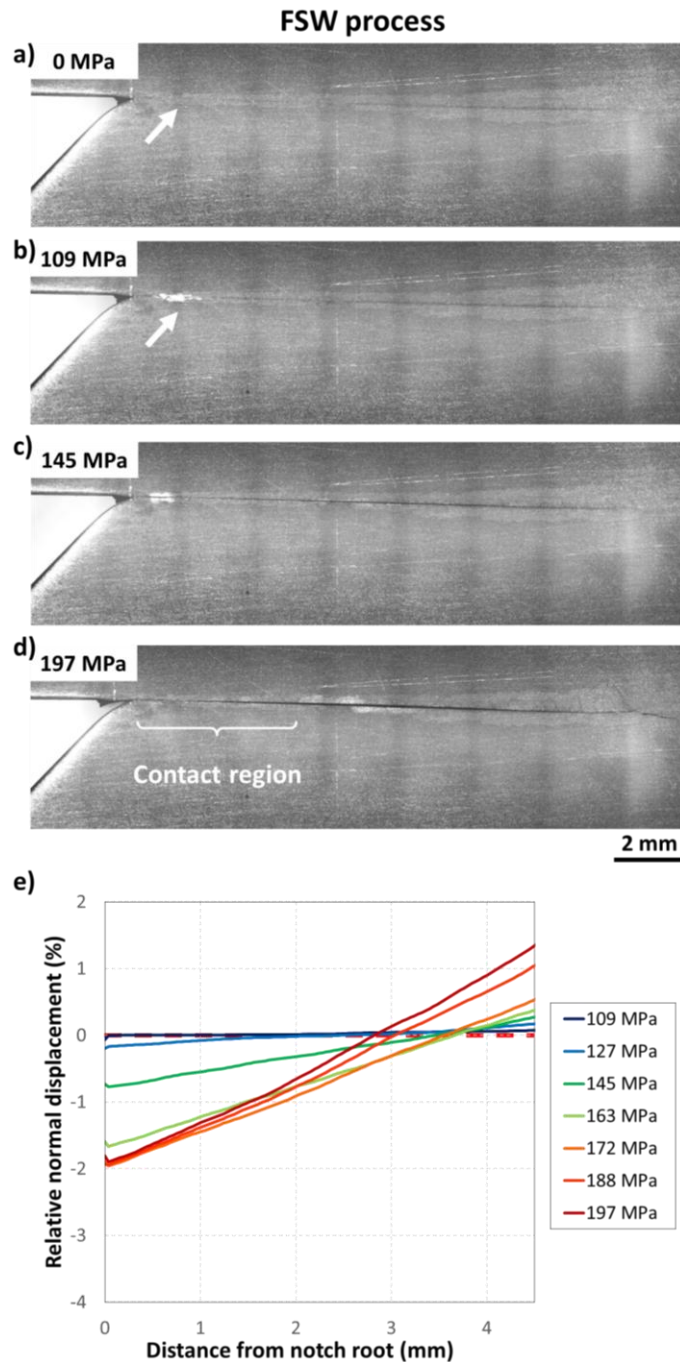 FSW process
a)
0 MPa
b)
109 MPa
c)
145 MPa
d)
197 MPa
Contact region
2 mm
e)
Relative normal displacement (%)
2
1
0
-1
-2
-3
-4
0 1 2 3 4
Distance from notch root (mm)
109 MPa
127 MPa
145 MPa
163 MPa
172 MPa
188 MPa
197 MPa